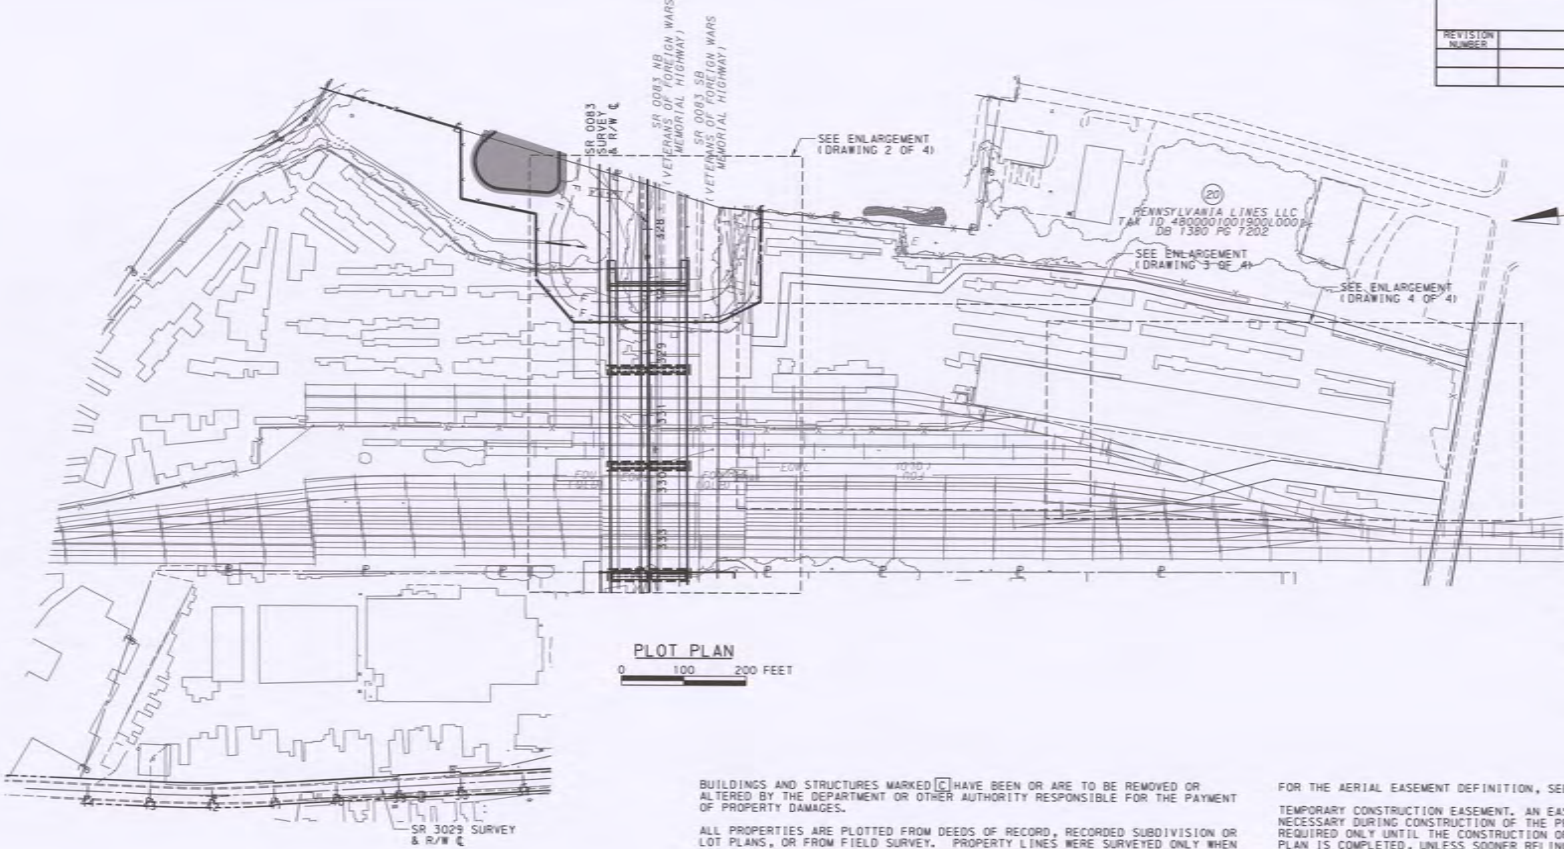 REVISION
NUMBER
SR 0083
SURVEY
& R/W ℄
SR 0083 NB
(VETERANS OF FOREIGN WARS
MEMORIAL HIGHWAY)
SR 0083 SB
(VETERANS OF FOREIGN WARS
MEMORIAL HIGHWAY)
SEE ENLARGEMENT
(DRAWING 2 OF 4)
20
PENNSYLVANIA LINES LLC
DB 1380 PG 7202
SEE ENLARGEMENT
(DRAWING 3 OF 4)
SEE ENLARGEMENT
(DRAWING 4 OF 4)
328
329
331
330
333
PLOT PLAN
0 100 200 FEET
SR 3029 SURVEY
& R/W ℄
BUILDINGS AND STRUCTURES MARKED [C] HAVE BEEN OR ARE TO BE REMOVED OR
ALTERED BY THE DEPARTMENT OR OTHER AUTHORITY RESPONSIBLE FOR THE PAYMENT
OF PROPERTY DAMAGES.
ALL PROPERTIES ARE PLOTTED FROM DEEDS OF RECORD, RECORDED SUBDIVISION OR
LOT PLANS, OR FROM FIELD SURVEY. PROPERTY LINES WERE SURVEYED ONLY WHEN
FOR THE AERIAL EASEMENT DEFINITION,
TEMPORARY CONSTRUCTION EASEMENT. AN
NECESSARY DURING CONSTRUCTION OF THE
REQUIRED ONLY UNTIL THE CONSTRUCTION
PLAN IS COMPLETED, UNLESS SOONER